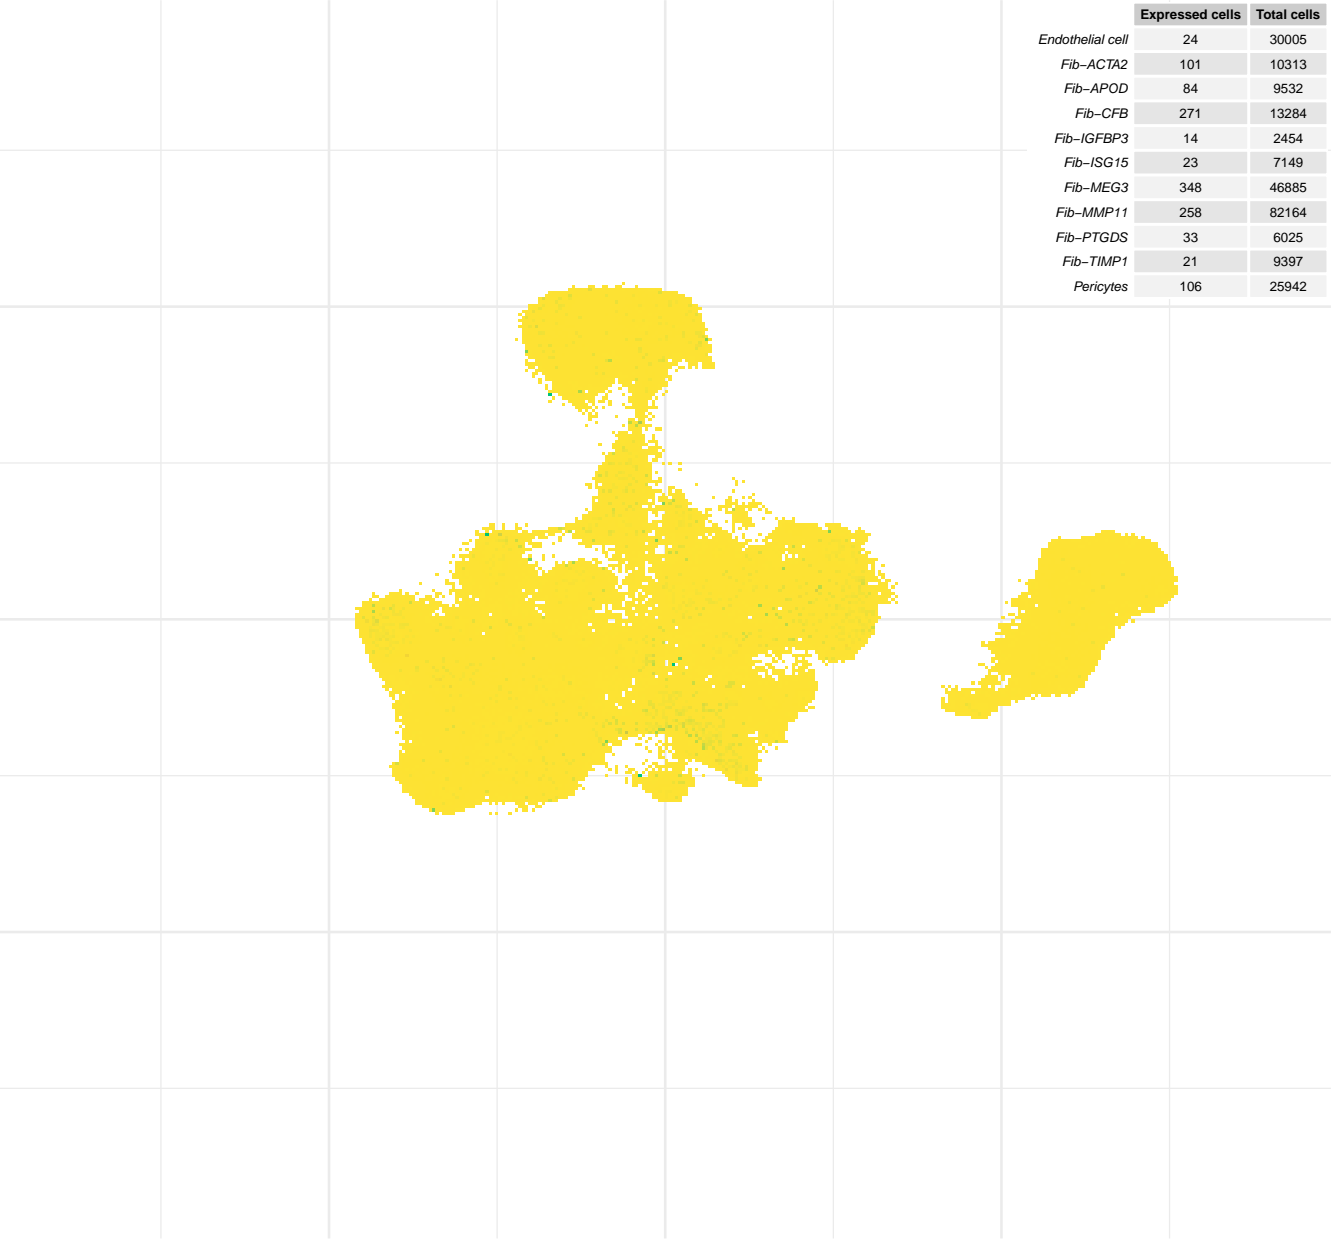 Expressed cells Total cells
Endothelial cell 24 30005
Fib−ACTA2 101 10313
Fib−APOD 84 9532
Fib−CFB 271 13284
Fib−IGFBP3 14 2454
Fib−ISG15 23 7149
Fib−MEG3 348 46885
Fib−MMP11 258 82164
Fib−PTGDS 33 6025
Fib−TIMP1 21 9397
Pericytes 106 25942